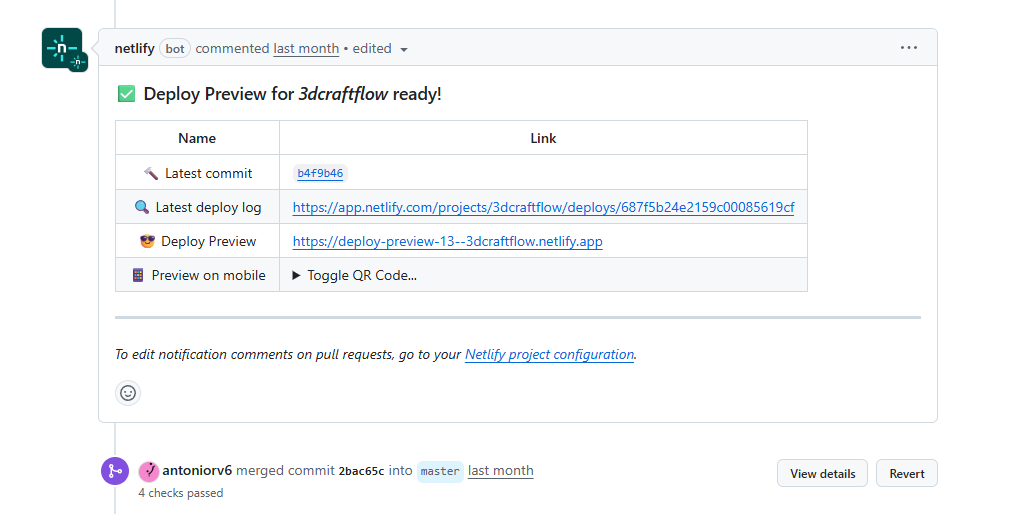 netlify bot commented last month • edited
✅ Deploy Preview for 3dcraftflow ready!
Name Link
🔨 Latest commit b4f9b46
🔍 Latest deploy log https://app.netlify.com/projects/3dcraftflow/deploys/687f5b24e2159c00085619cf
😎 Deploy Preview https://deploy-preview-13--3dcraftflow.netlify.app
📱 Preview on mobile ▶ Toggle QR Code...
To edit notification comments on pull requests, go to your Netlify project configuration.
antoniorv6 merged commit 2bac65c into master last month View details Revert
4 checks passed